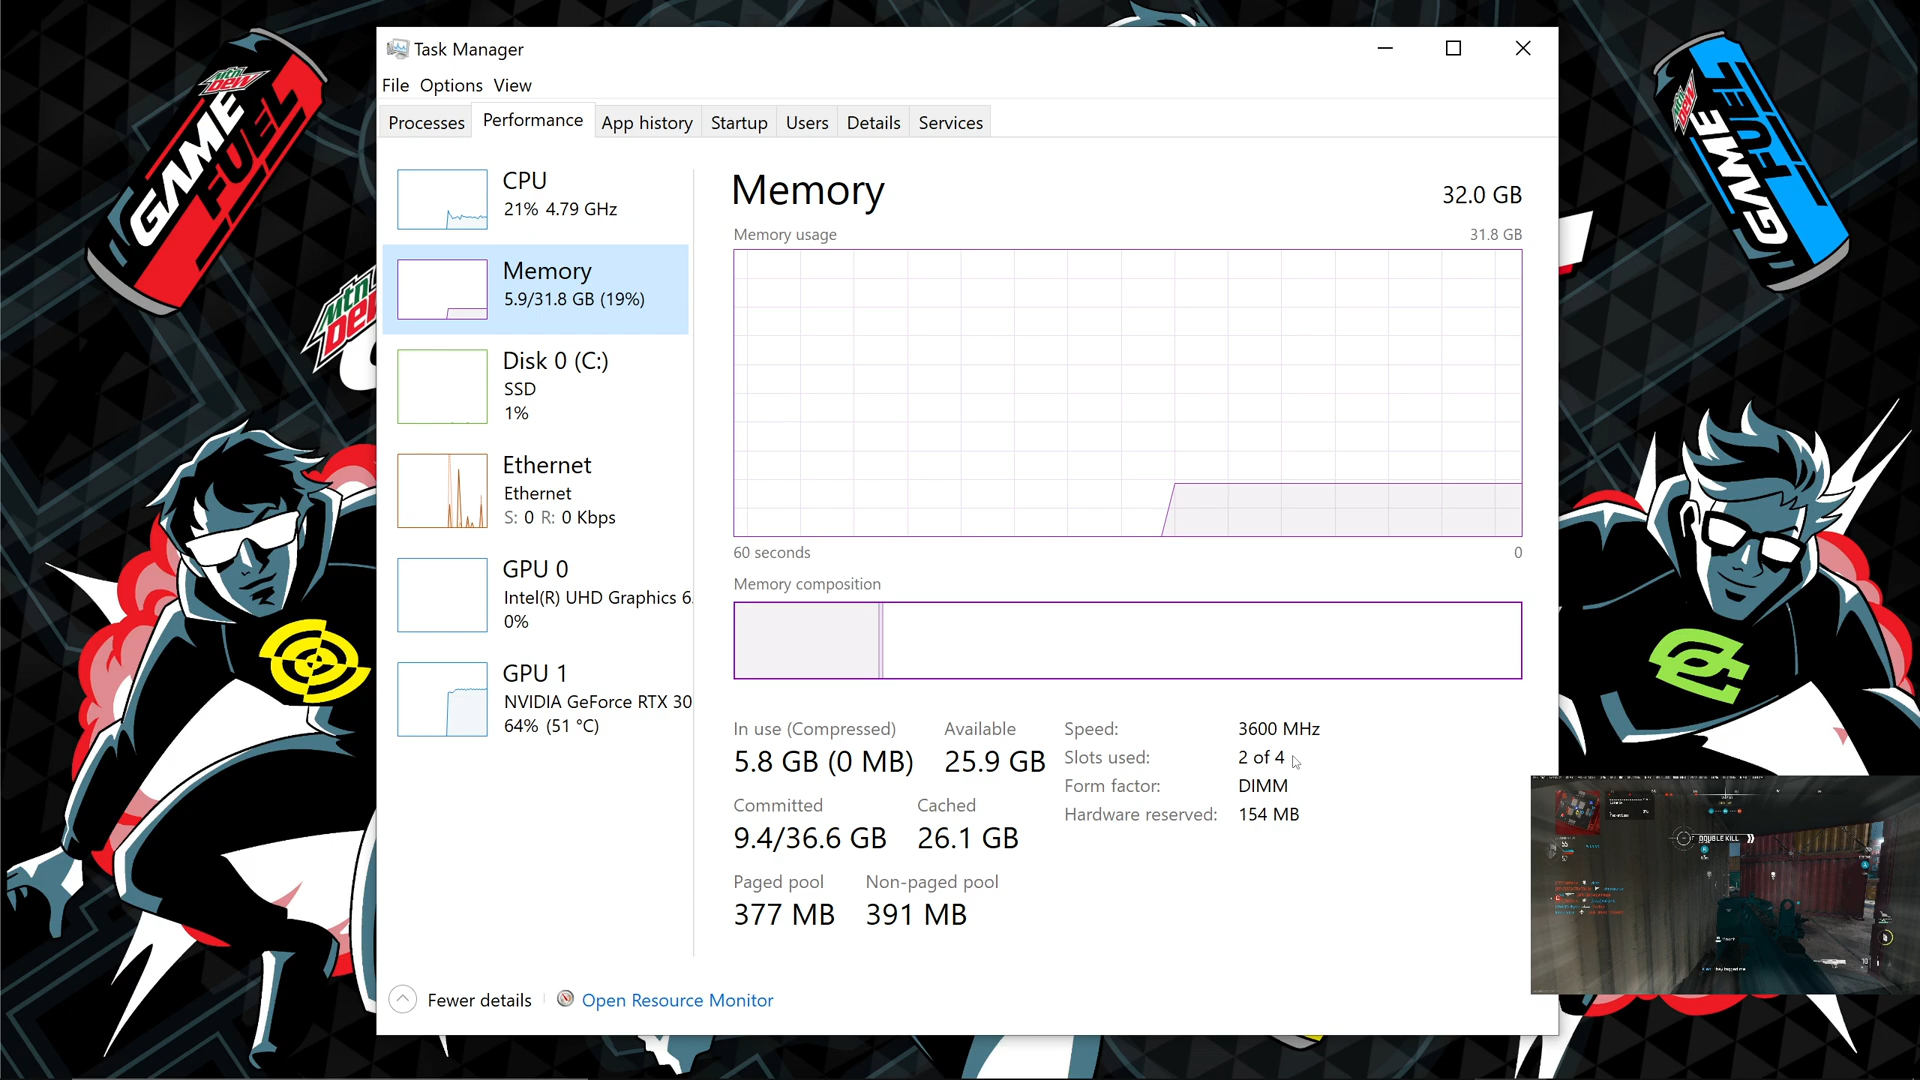 Mtn
DEW
GAME
FUEL
Mtn
DEW
GAME
FUEL
Task Manager
File Options View
Processes Performance App history Startup Users Details Services
CPU
21% 4.79 GHz
Memory
5.9/31.8 GB (19%)
Disk 0 (C:)
SSD
1%
Ethernet
Ethernet
S: 0 R: 0 Kbps
GPU 0
Intel(R) UHD Graphics 6
0%
GPU 1
NVIDIA GeForce RTX 30
64% (51 °C)
Memory 32.0 GB
Memory usage 31.8 GB
60 seconds 0
Memory composition
In use (Compressed) Available
5.8 GB (0 MB) 25.9 GB
Committed Cached
9.4/36.6 GB 26.1 GB
Paged pool Non-paged pool
377 MB 391 MB
Speed: 3600 MHz
Slots used: 2 of 4
Form factor: DIMM
Hardware reserved: 154 MB
Fewer details Open Resource Monitor
DOUBLE KILL